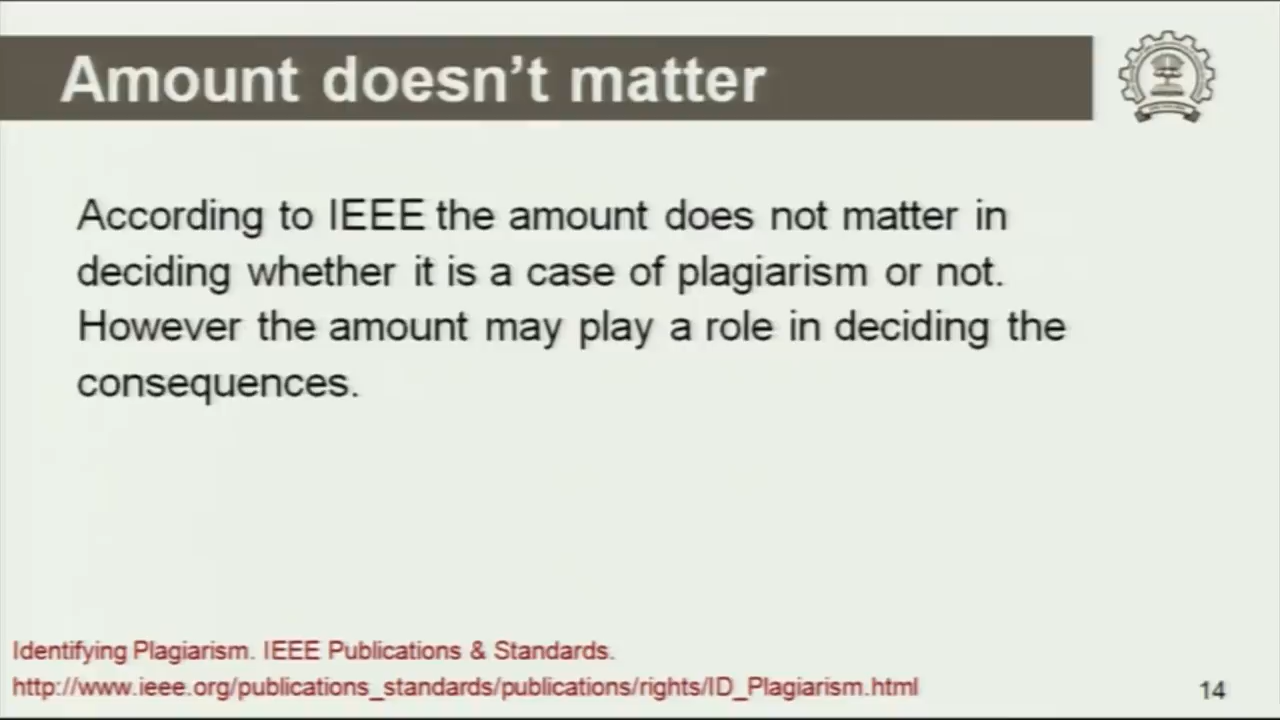 Amount doesn't matter
According to IEEE the amount does not matter in
deciding whether it is a case of plagiarism or not.
However the amount may play a role in deciding the
consequences.
Identifying Plagiarism. IEEE Publications & Standards.
http://www.ieee.org/publications_standards/publications/rights/ID_Plagiarism.html
14